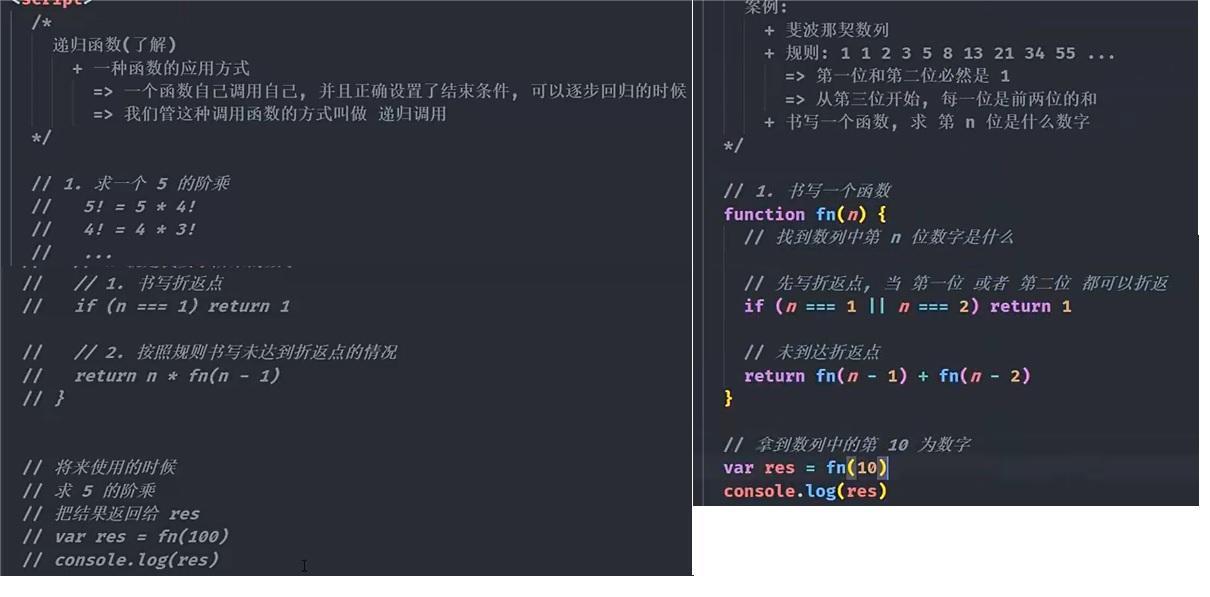 <script>
/*
递归函数(了解)
+ 一种函数的应用方式
=> 一个函数自己调用自己, 并且正确设置了结束条件, 可以逐步回归的时候
=> 我们管这种调用函数的方式叫做 递归调用
*/
// 1. 求一个 5 的阶乘
// 5! = 5 * 4!
// 4! = 4 * 3!
// ...
// // 1. 书写折返点
// if (n === 1) return 1
// // 2. 按照规则书写未达到折返点的情况
// return n * fn(n - 1)
// }
// 将来使用的时候
// 求 5 的阶乘
// 把结果返回给 res
// var res = fn(100)
// console.log(res)
案例:
+ 斐波那契数列
+ 规则: 1 1 2 3 5 8 13 21 34 55 ...
=> 第一位和第二位必然是 1
=> 从第三位开始, 每一位是前两位的和
+ 书写一个函数, 求 第 n 位是什么数字
*/
// 1. 书写一个函数
function fn(n) {
// 找到数列中第 n 位数字是什么
// 先写折返点, 当 第一位 或者 第二位 都可以折返
if (n === 1 || n === 2) return 1
// 未到达折返点
return fn(n - 1) + fn(n - 2)
}
// 拿到数列中的第 10 为数字
var res = fn(10)
console.log(res)